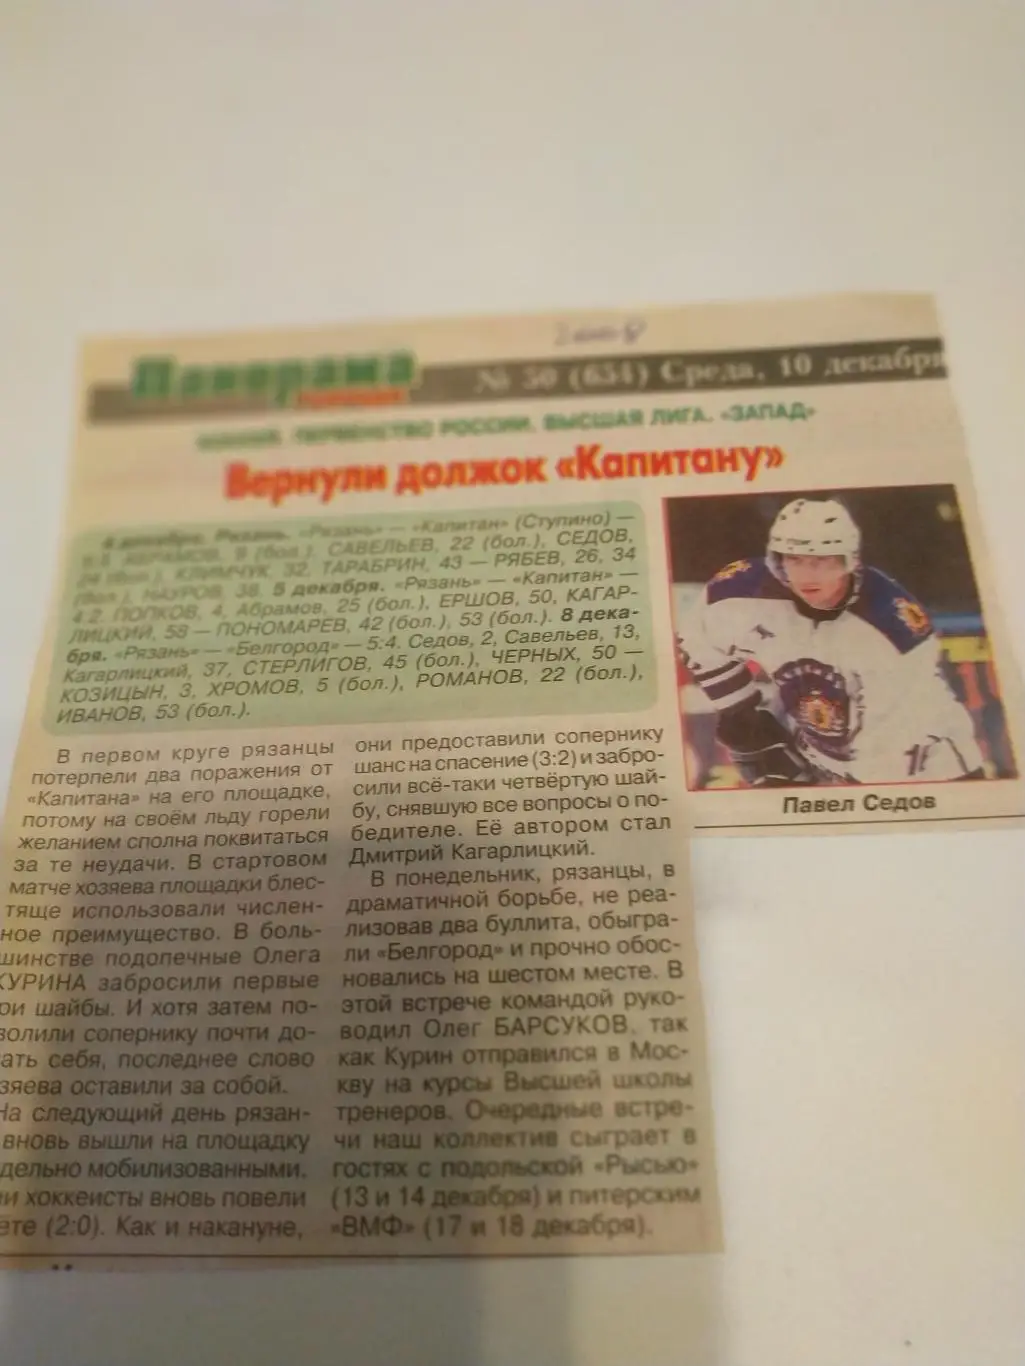 Панорама
№ 50 (654) Среда, 10 декабря
ПЕРВЕНСТВО РОССИИ. ВЫСШАЯ ЛИГА. «ЗАПАД»
Вернули должок «Капитану»
4 декабря. Рязань. «Рязань» — «Капитан» (Ступино) —
АБРАМОВ, 9 (бол.), САВЕЛЬЕВ, 22 (бол.), СЕДОВ,
24 (бол.), КЛИМЧУК, 32, ТАРАБРИН, 43 — РЯБЕВ, 26, 34
(бол.), НАУРОВ, 38. 5 декабря. «Рязань» — «Капитан» —
4:2. ПОПКОВ, 4, Абрамов, 25 (бол.), ЕРШОВ, 50, КАГАР-
ЛИЦКИЙ, 58 — ПОНОМАРЕВ, 42 (бол.), 53 (бол.). 8 дека-
бря. «Рязань» — «Белгород» — 5:4. Седов, 2, Савельев, 13,
Кагарлицкий, 37, СТЕРЛИГОВ, 45 (бол.), ЧЕРНЫХ, 50 —
КОЗИЦЫН, 3, ХРОМОВ, 5 (бол.), РОМАНОВ, 22 (бол.),
ИВАНОВ, 53 (бол.).
В первом круге рязанцы
потерпели два поражения от
«Капитана» на его площадке,
потому на своём льду горели
желанием сполна поквитаться
за те неудачи. В стартовом
матче хозяева площадки блес-
тяще использовали числен-
ное преимущество. В боль-
шинстве подопечные Олега
КУРИНА забросили первые
ри шайбы. И хотя затем по-
волили сопернику почти до-
ать себя, последнее слово
зяева оставили за собой.
На следующий день рязан-
вновь вышли на площадку
дельно мобилизованными.
и хоккеисты вновь повели
ете (2:0). Как и накануне,
они предоставили сопернику
шанс на спасение (3:2) и забро-
сили всё-таки четвёртую шай-
бу, снявшую все вопросы о по-
бедителе. Её автором стал
Дмитрий Кагарлицкий.
В понедельник, рязанцы, в
драматичной борьбе, не реа-
лизовав два буллита, обыгра-
ли «Белгород» и прочно обос-
новались на шестом месте. В
этой встрече командой руко-
водил Олег БАРСУКОВ, так
как Курин отправился в Мос-
кву на курсы Высшей школы
тренеров. Очередные встре-
чи наш коллектив сыграет в
гостях с подольской «Рысью»
(13 и 14 декабря) и питерским
«ВМФ» (17 и 18 декабря).
Павел Седов